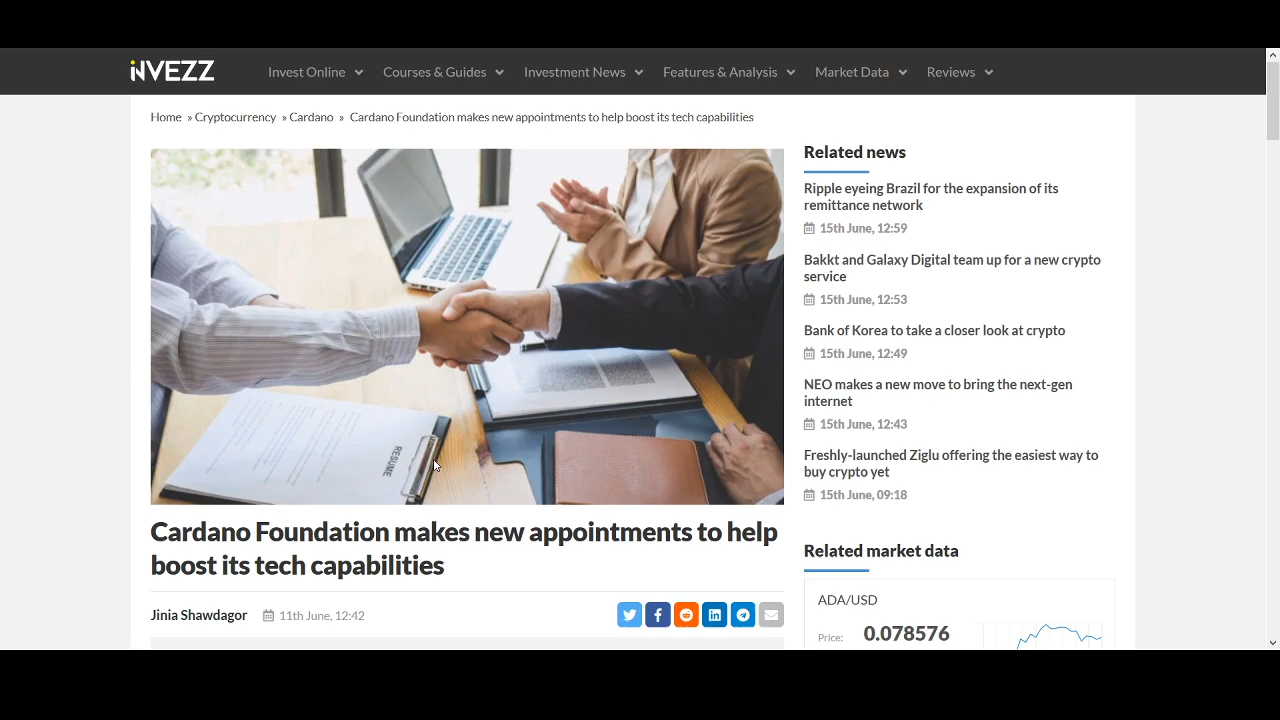 iNVEZZ
Invest Online
Courses & Guides
Investment News
Features & Analysis
Market Data
Reviews
Home » Cryptocurrency » Cardano » Cardano Foundation makes new appointments to help boost its tech capabilities
RESUME
Cardano Foundation makes new appointments to help
boost its tech capabilities
Jinia Shawdagor
11th June, 12:42
Related news
Ripple eyeing Brazil for the expansion of its
remittance network
15th June, 12:59
Bakkt and Galaxy Digital team up for a new crypto
service
15th June, 12:53
Bank of Korea to take a closer look at crypto
15th June, 12:49
NEO makes a new move to bring the next-gen
internet
15th June, 12:43
Freshly-launched Ziglu offering the easiest way to
buy crypto yet
15th June, 09:18
Related market data
ADA/USD
Price: 0.078576